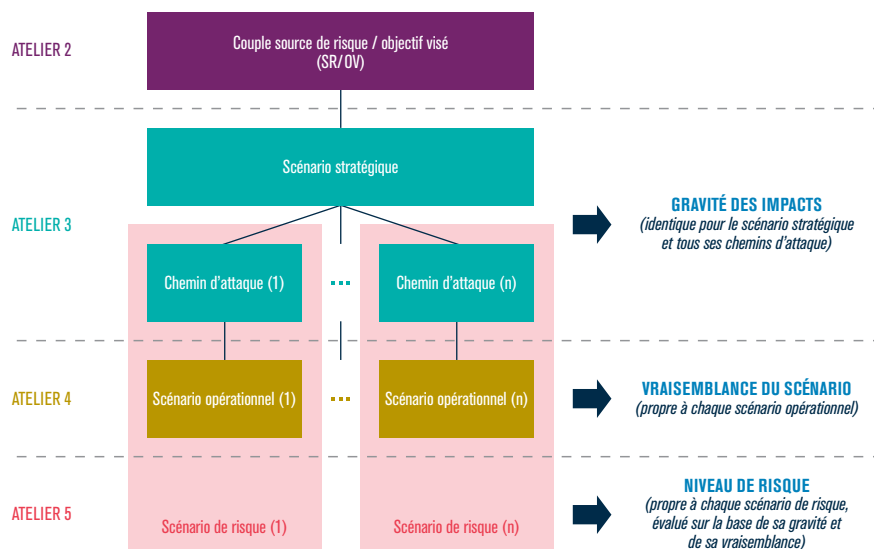 ATELIER 2
Couple source de risque / objectif visé
(SR/OV)
ATELIER 3
Scénario stratégique
Chemin d'attaque (1)
Chemin d'attaque (n)
GRAVITÉ DES IMPACTS
(identique pour le scénario stratégique
et tous ses chemins d'attaque)
ATELIER 4
Scénario opérationnel (1)
Scénario opérationnel (n)
VRAISEMBLANCE DU SCÉNARIO
(propre à chaque scénario opérationnel)
ATELIER 5
Scénario de risque (1)
Scénario de risque (n)
NIVEAU DE RISQUE
(propre à chaque scénario de risque,
évalué sur la base de sa gravité et
de sa vraisemblance)